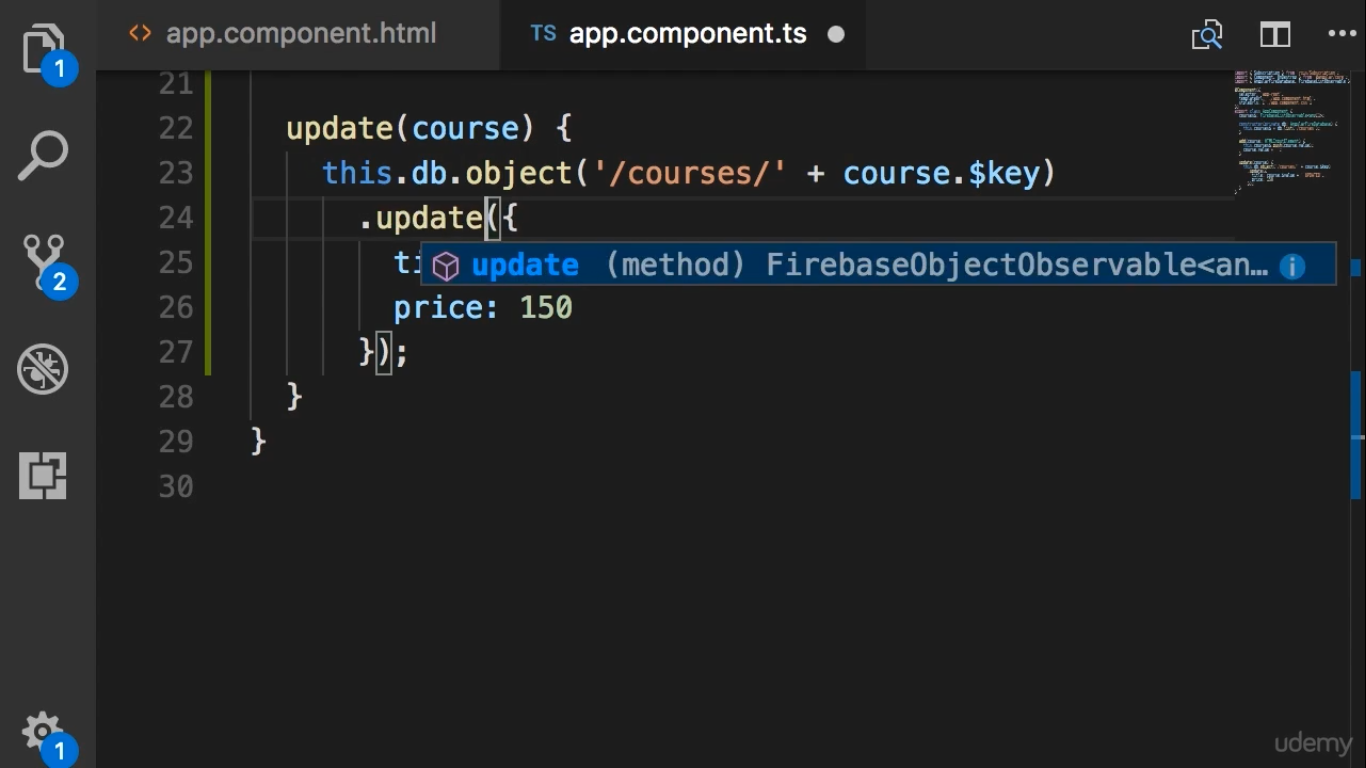 1
<> app.component.html
TS app.component.ts
21
22 update(course) {
23 this.db.object('/courses/' + course.$key)
24 .update({
update (method) FirebaseObjectObservable<an…
25 ti
26 price: 150
27 });
28 }
29 }
30
2
1
udemy